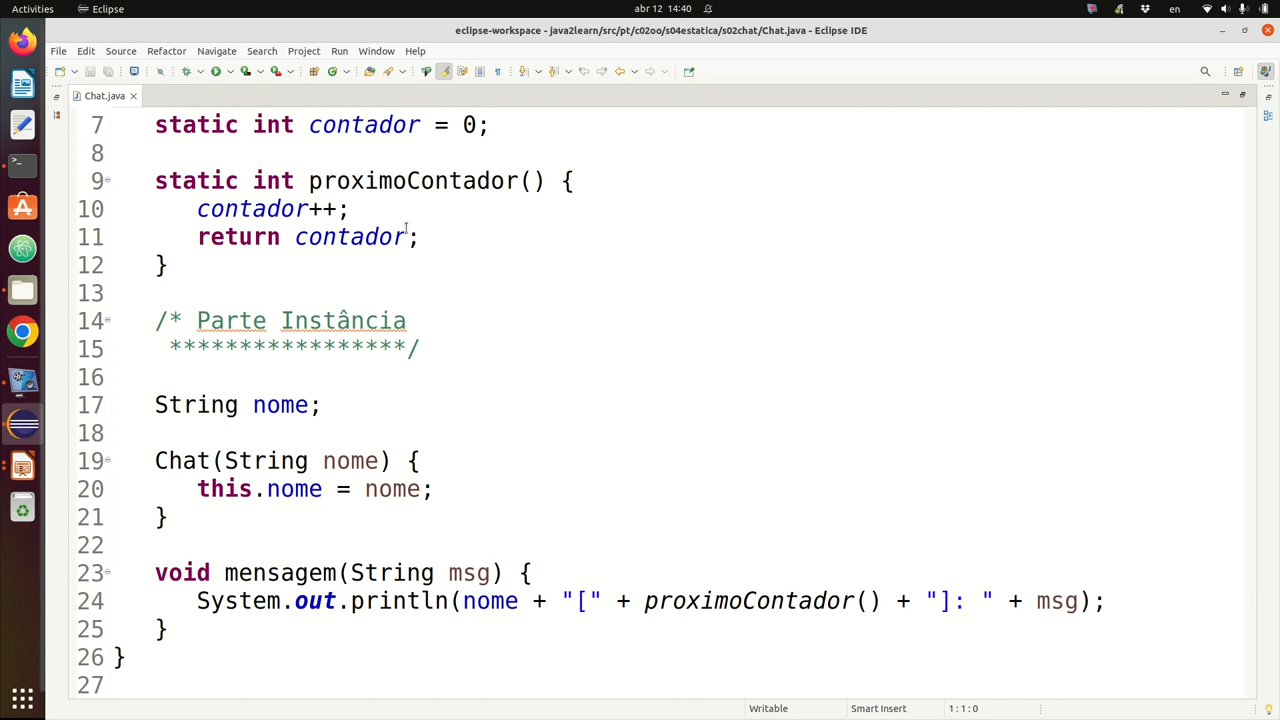 Activities Eclipse abr 12 14:40 en
eclipse-workspace - java2learn/src/pt/c02oo/s04estatica/s02chat/Chat.java - Eclipse IDE
File Edit Source Refactor Navigate Search Project Run Window Help
Chat.java
7 static int contador = 0;
8
9 static int proximoContador() {
10 contador++;
11 return contador;
12 }
13
14 /* Parte Instância
15 *****************/
16
17 String nome;
18
19 Chat(String nome) {
20 this.nome = nome;
21 }
22
23 void mensagem(String msg) {
24 System.out.println(nome + "[" + proximoContador() + "]: " + msg);
25 }
26 }
27
Writable Smart Insert 1:1:0